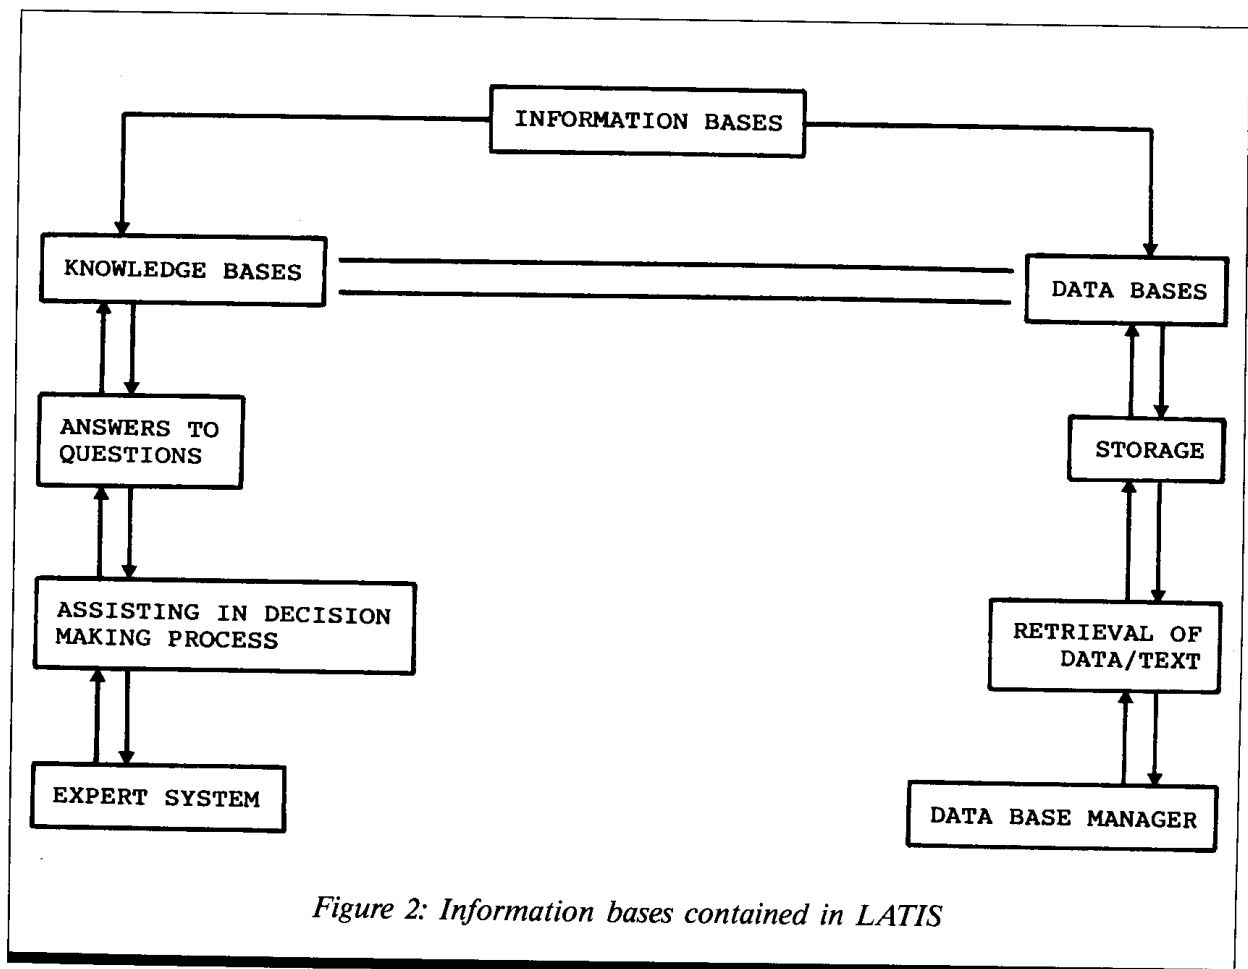 INFORMATION BASES
KNOWLEDGE BASES
DATA BASES
ANSWERS TO
QUESTIONS
STORAGE
ASSISTING IN DECISION
MAKING PROCESS
RETRIEVAL OF
DATA/TEXT
EXPERT SYSTEM
DATA BASE MANAGER
Figure 2: Information bases contained in LATIS